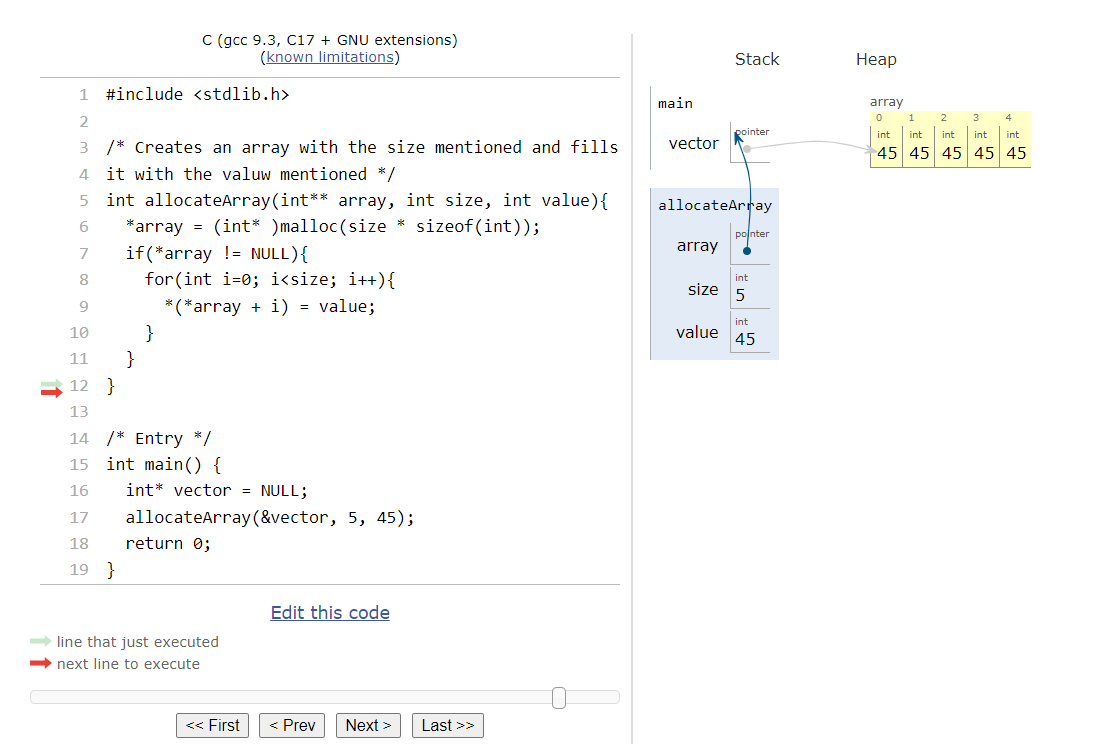 C (gcc 9.3, C17 + GNU extensions)
(known limitations)
1 #include <stdlib.h>
2
3 /* Creates an array with the size mentioned and fills
4 it with the valuw mentioned */
5 int allocateArray(int** array, int size, int value){
6   *array = (int* )malloc(size * sizeof(int));
7   if(*array != NULL){
8     for(int i=0; i<size; i++){
9       *(*array + i) = value;
10     }
11   }
12 }
13
14 /* Entry */
15 int main() {
16   int* vector = NULL;
17   allocateArray(&vector, 5, 45);
18   return 0;
19 }
Edit this code
line that just executed
next line to execute
<< First < Prev Next > Last >>
Stack Heap
main
vector pointer
allocateArray
array pointer
size int
5
value int
45
array
0 1 2 3 4
int int int int int
45 45 45 45 45